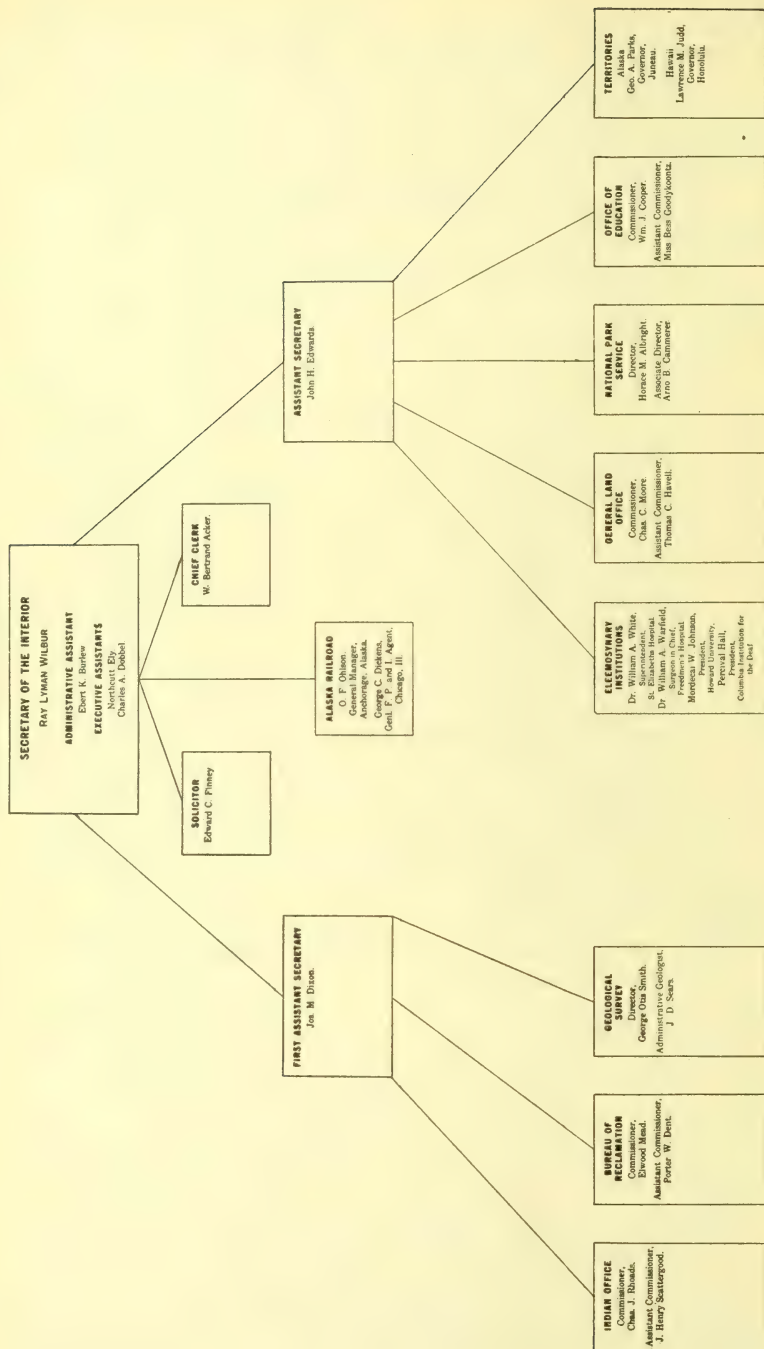 SECRETARY OF THE INTERIOR
RAY LYMAN WILBUR
ADMINISTRATIVE ASSISTANT
Ebert K. Burlew
EXECUTIVE ASSISTANTS
Northcutt Ely
Charles A. Dobbel
SOLICITOR
Edward C. Finney
CHIEF CLERK
W. Bertrand Acker.
ALASKA RAILROAD
O. F. Ohlson
General Manager,
Anchorage, Alaska.
George C. Dickens,
Genl. F. P. and I. Agent,
Chicago, Ill.
FIRST ASSISTANT SECRETARY
Jos. M. Dixon.
ASSISTANT SECRETARY
John H. Edwards.
INDIAN OFFICE
Commissioner,
Chas. J. Rhoads.
Assistant Commissioner,
J. Henry Scattergood.
BUREAU OF
RECLAMATION
Commissioner,
Elwood Mead.
Assistant Commissioner,
Porter W. Dent.
GEOLOGICAL
SURVEY
Director,
George Otis Smith.
Administrative Geologist.
J. D. Sears.
ELEEMOSYNARY
INSTITUTIONS
Dr. William A. White,
Superintendent,
St. Elizabeths Hospital.
Dr William A. Warfield,
Surgeon in Chief,
Freedmen's Hospital
Mordecai W. Johnson,
President,
Howard University.
Percival Hall,
President,
Columbia Institution for
the Deaf
GENERAL LAND
OFFICE
Commissioner,
Chas. C. Moore.
Assistant Commissioner.
Thomas C. Havell.
NATIONAL PARK
SERVICE
Director,
Horace M. Albright.
Associate Director,
Arno B. Cammerer
OFFICE OF
EDUCATION
Commissioner,
Wm. J. Cooper.
Assistant Commissioner,
Miss Bess Goodykoontz.
TERRITORIES
Alaska
Geo. A. Parks,
Governor,
Juneau.
Hawaii
Lawrence M. Judd,
Governor,
Honolulu.